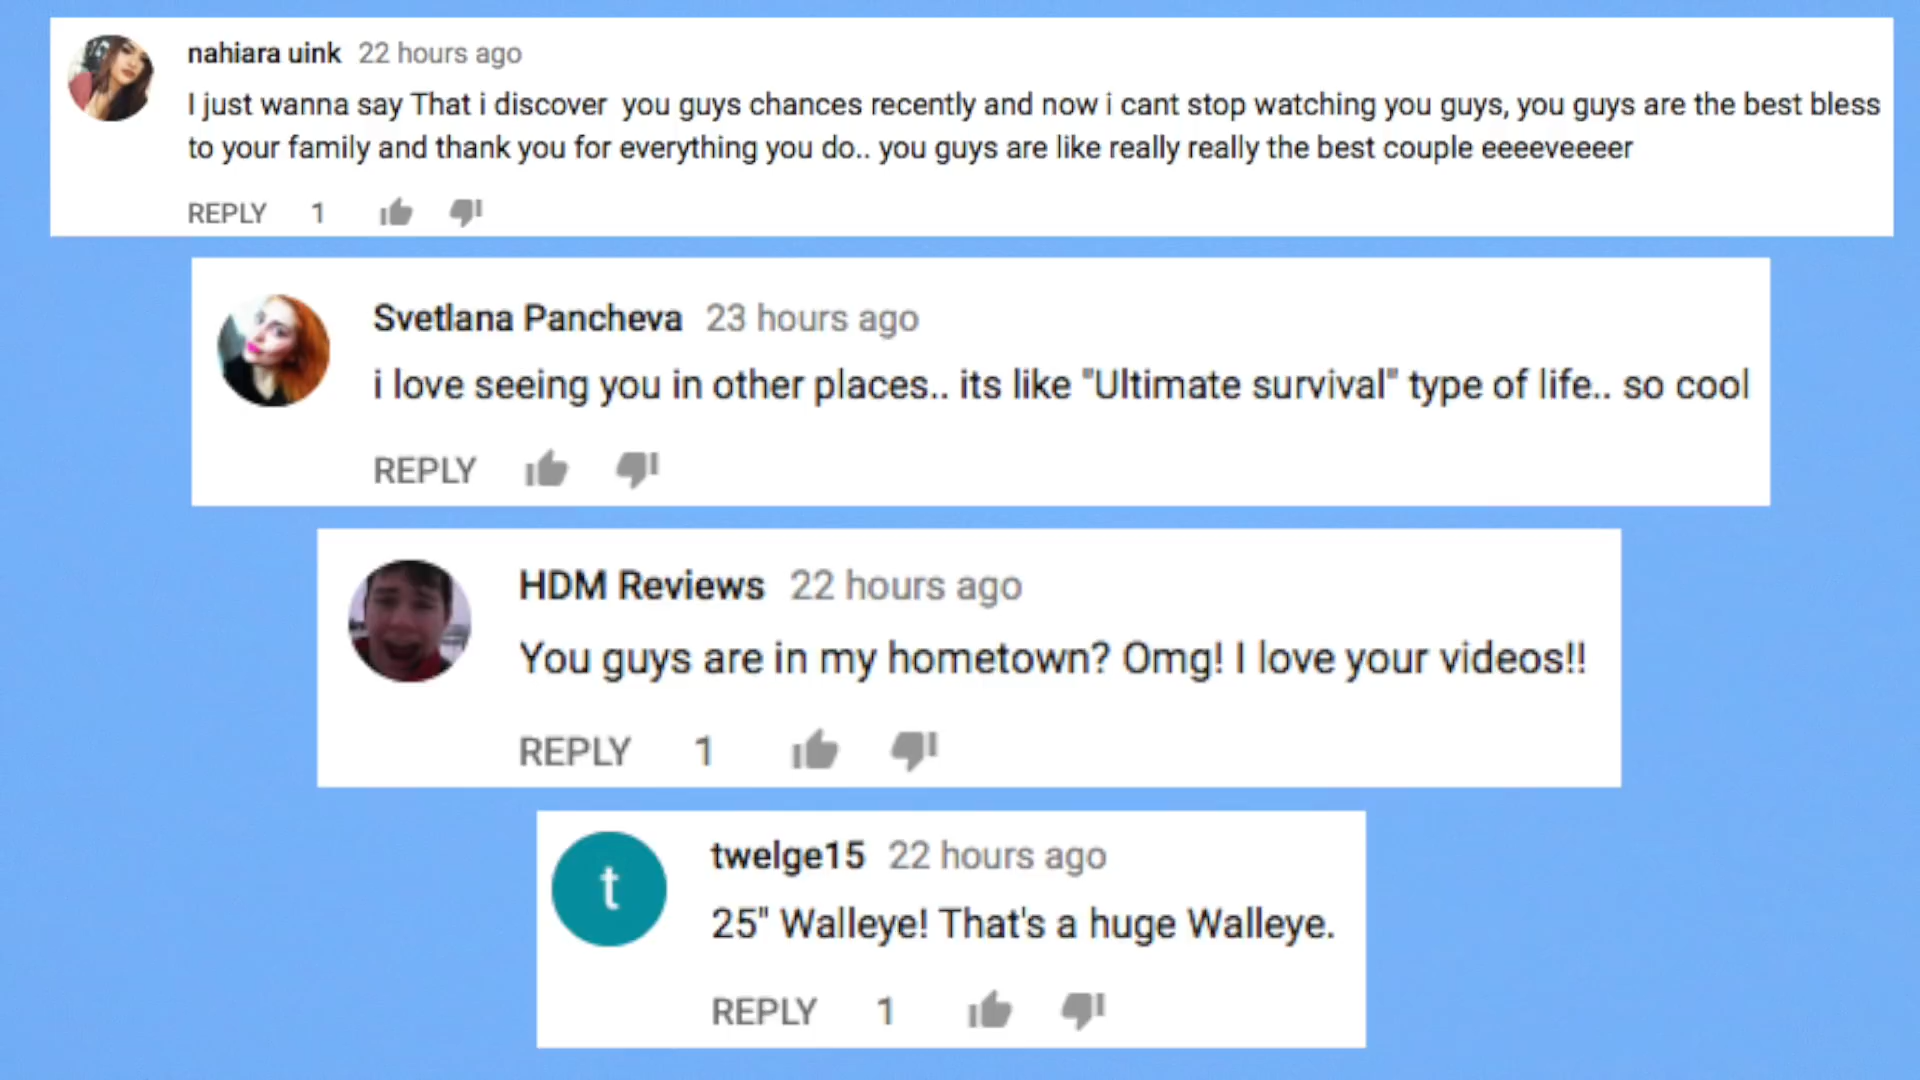 nahiara uink 22 hours ago
I just wanna say That i discover you guys chances recently and now i cant stop watching you guys, you guys are the best bless
to your family and thank you for everything you do.. you guys are like really really the best couple eeeeveeeer
REPLY 1
Svetlana Pancheva 23 hours ago
i love seeing you in other places.. its like "Ultimate survival" type of life.. so cool
REPLY
HDM Reviews 22 hours ago
You guys are in my hometown? Omg! I love your videos!!
REPLY 1
t
twelge15 22 hours ago
25" Walleye! That's a huge Walleye.
REPLY 1